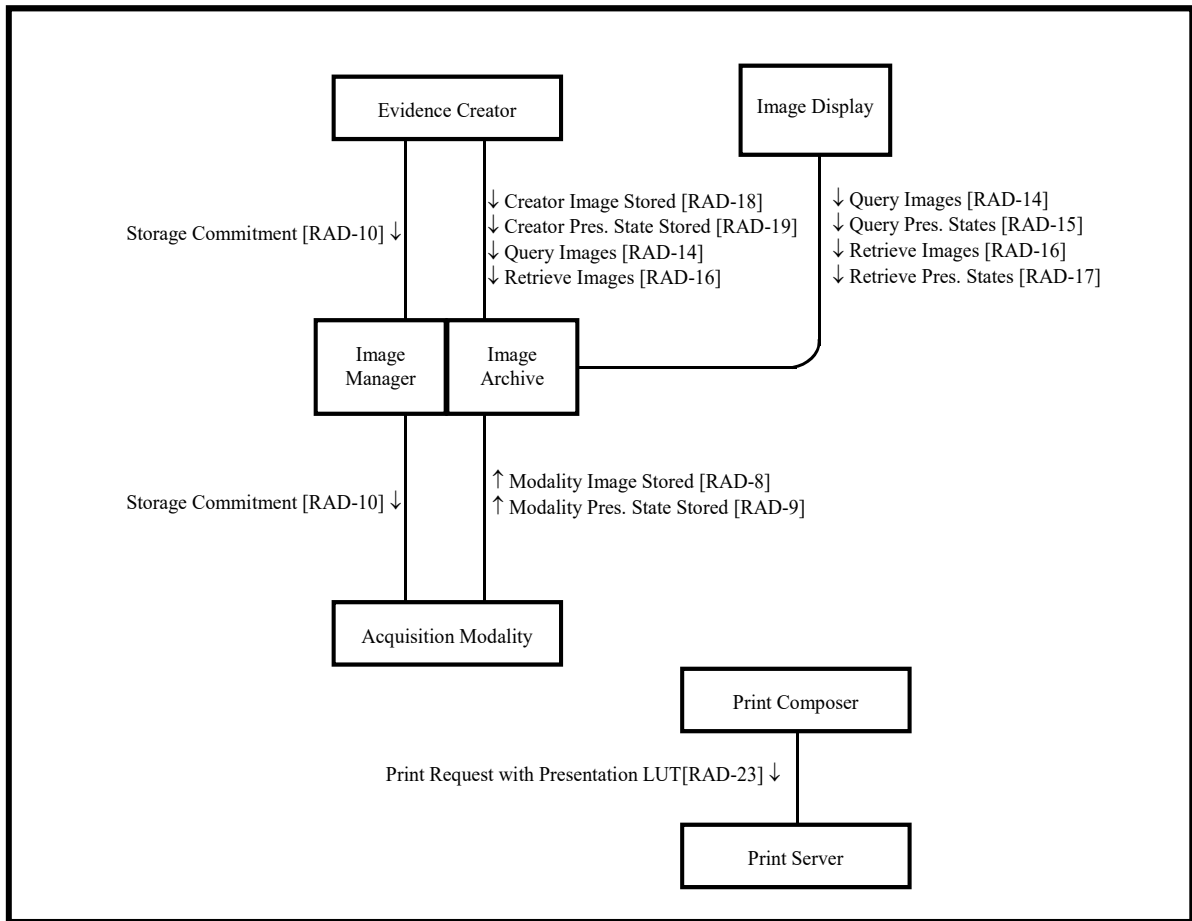 Evidence Creator
Image Display
Storage Commitment [RAD-10] ↓
↓ Creator Image Stored [RAD-18]
↓ Creator Pres. State Stored [RAD-19]
↓ Query Images [RAD-14]
↓ Retrieve Images [RAD-16]
↓ Query Images [RAD-14]
↓ Query Pres. States [RAD-15]
↓ Retrieve Images [RAD-16]
↓ Retrieve Pres. States [RAD-17]
Image
Manager
Image
Archive
Storage Commitment [RAD-10] ↓
↑ Modality Image Stored [RAD-8]
↑ Modality Pres. State Stored [RAD-9]
Acquisition Modality
Print Composer
Print Request with Presentation LUT[RAD-23] ↓
Print Server